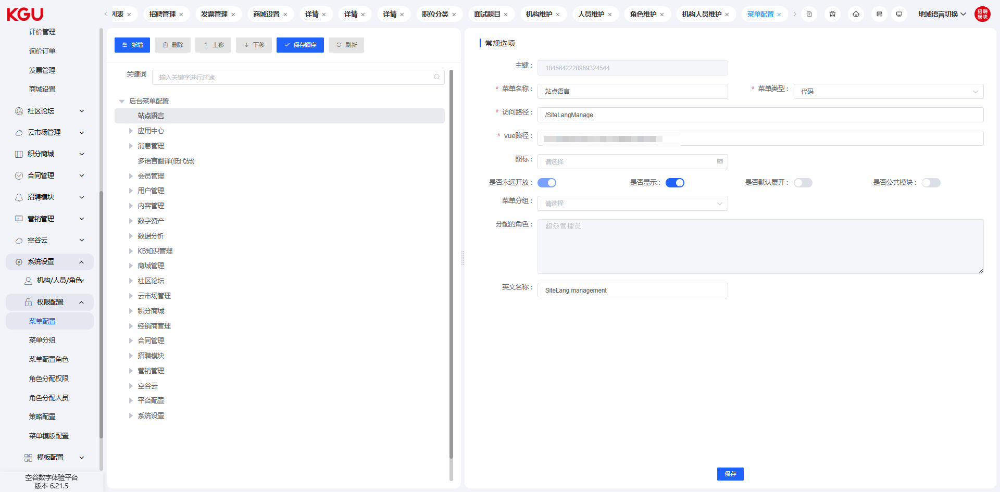 KGU
列表
招聘管理
发票管理
商城设置
详情
详情
详情
职位分类
面试题目
机构维护
人员维护
角色维护
机构人员维护
菜单配置
地域语言切换
招聘
模块
评价管理
询价订单
发票管理
商城设置
社区论坛
云市场管理
积分商城
合同管理
招聘模块
营销管理
空谷云
系统设置
机构/人员/角色
权限配置
菜单配置
菜单分组
菜单配置角色
角色分配权限
角色分配人员
策略配置
菜单模版配置
模板配置
空谷数字体验平台
版本 6.21.5
新增
删除
上移
下移
保存顺序
刷新
关键词
输入关键字进行过滤
后台菜单配置
站点语言
应用中心
消息管理
多语言翻译(低代码)
会员管理
用户管理
内容管理
数字资产
数据分析
KB知识管理
商城管理
社区论坛
云市场管理
积分商城
经销商管理
合同管理
招聘模块
营销管理
空谷云
平台配置
系统设置
常规选项
主键： 1845642228969324544
* 菜单名称： 站点语言
* 菜单类型： 代码
* 访问路径： /SiteLangManage
* vue路径：
图标： 请选择
是否永远开放：
是否显示：
是否默认展开：
是否公共模块：
菜单分组： 请选择
分配的角色： 超级管理员
英文名称： SiteLang management
保存